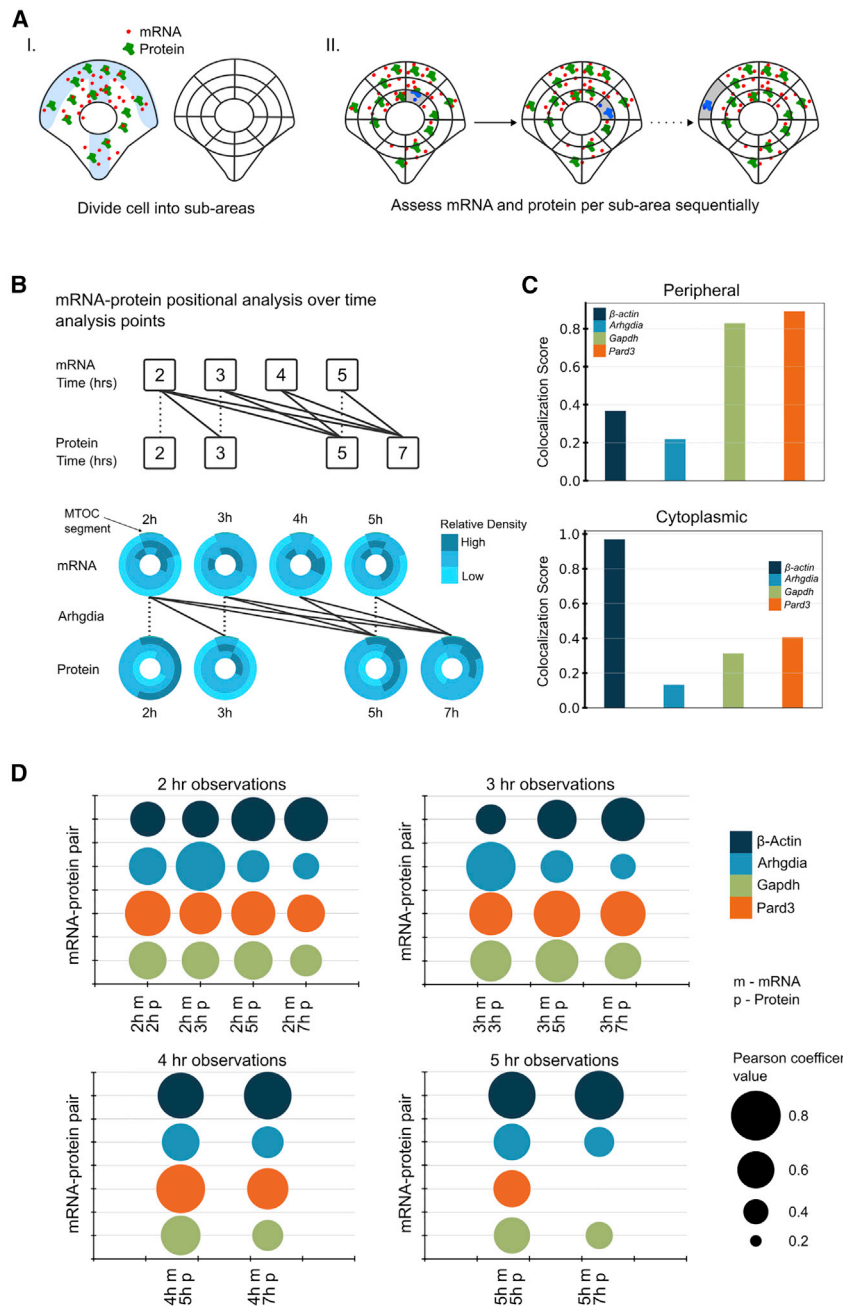 A
I.
mRNA
Protein
II.
Divide cell into sub-areas
Assess mRNA and protein per sub-area sequentially
B
mRNA-protein positional analysis over time
analysis points
mRNA
Time (hrs)
2 3 4 5
Protein
Time (hrs)
2 3 5 7
MTOC
segment
2h 3h 4h 5h
Relative Density
High
Low
mRNA
Arhgdia
Protein
2h 3h 5h 7h
C
Peripheral
Colocalization Score
0.8
0.6
0.4
0.2
0.0
β-actin
Arhgdia
Gapdh
Pard3
Cytoplasmic
Colocalization Score
1.0
0.8
0.6
0.4
0.2
0.0
β-actin
Arhgdia
Gapdh
Pard3
D
2 hr observations
mRNA-protein pair
2h m
2h p
2h m
3h p
2h m
5h p
2h m
7h p
3 hr observations
mRNA-protein pair
3h m
3h p
3h m
5h p
3h m
7h p
β-Actin
Arhgdia
Gapdh
Pard3
m - mRNA
p - Protein
4 hr observations
mRNA-protein pair
4h m
5h p
4h m
7h p
5 hr observations
mRNA-protein pair
5h m
5h p
5h m
7h p
Pearson coefficer
value
0.8
0.6
0.4
0.2